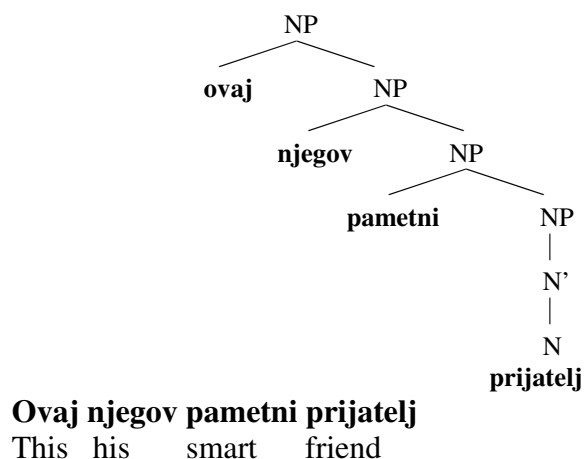 NP
ovaj NP
njegov NP
pametni NP
N’
N
prijatelj
Ovaj njegov pametni prijatelj
This his smart friend